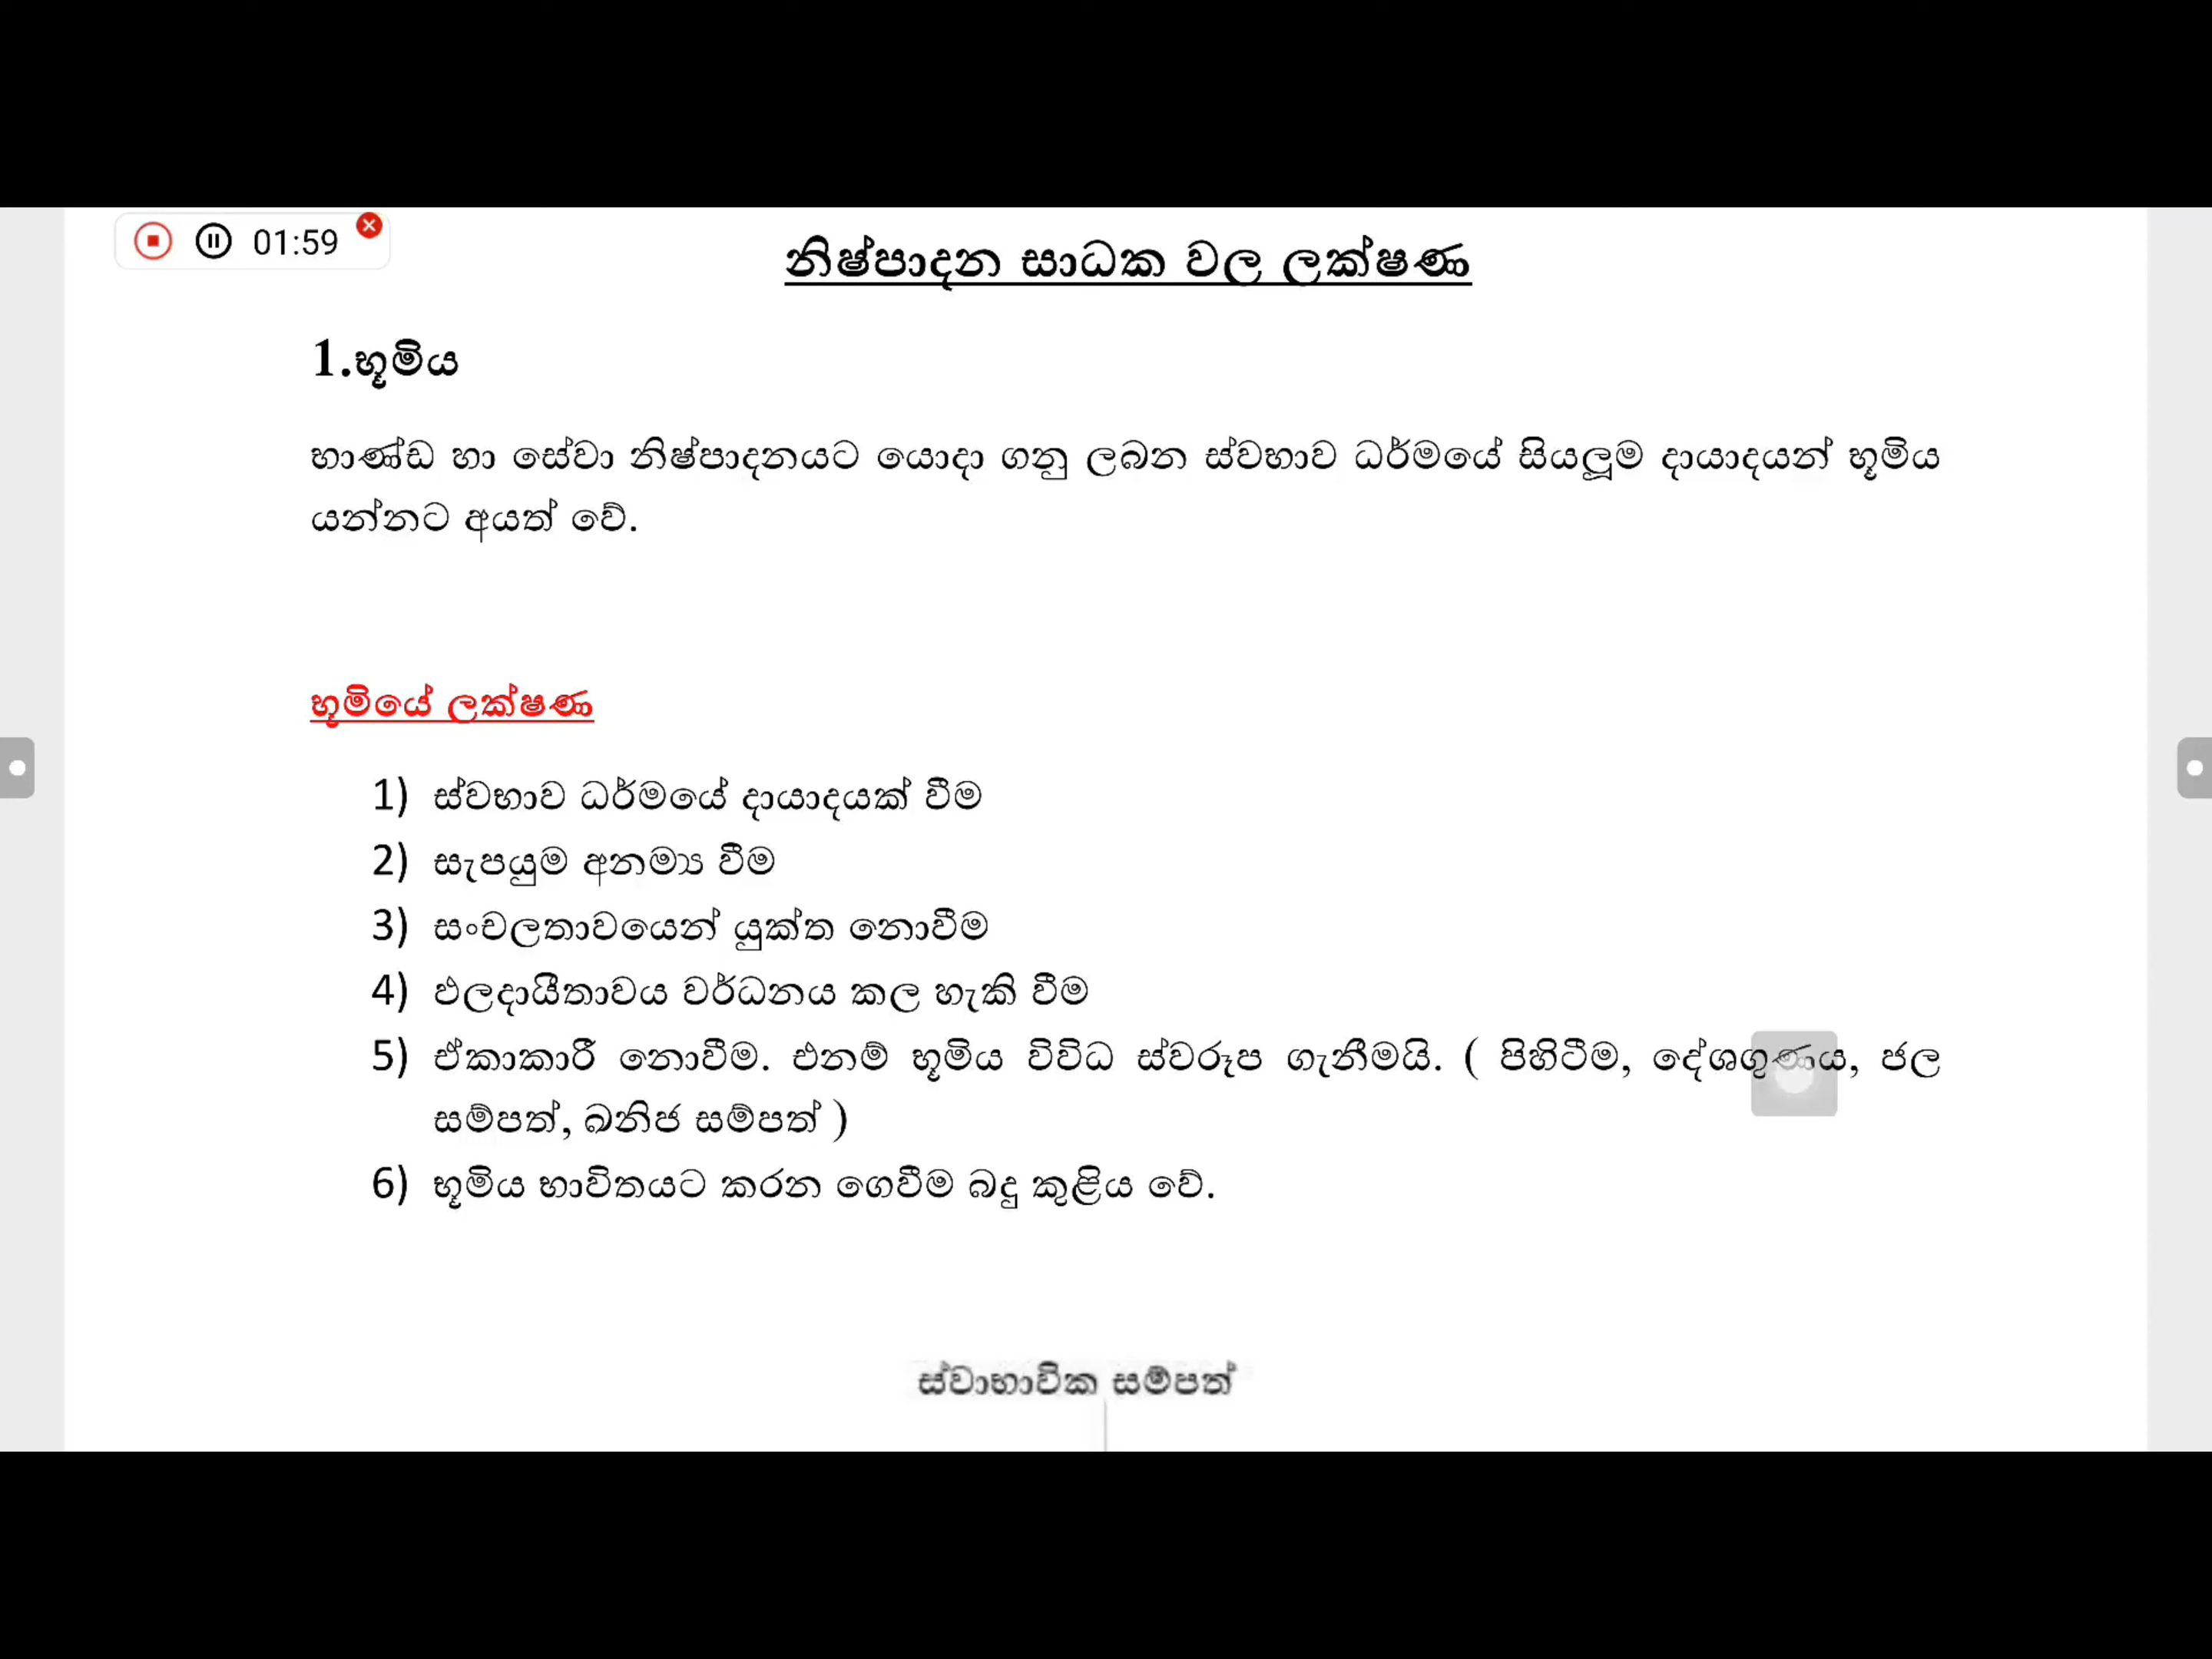 01:59
නිෂ්පාදන සාධක වල ලක්ෂණ
1.භූමිය
භාණ්ඩ හා සේවා නිෂ්පාදනයට යොදා ගනු ලබන ස්වභාව ධර්මයේ සියලූම දායාදයන් භූමිය
යන්නට අයත් වේ.
භූමියේ ලක්ෂණ
1) ස්වභාව ධර්මයේ දායාදයක් වීම
2) සැපයුම අනම්‍ය වීම
3) සංචලතාවයෙන් යුක්ත නොවීම
4) ඵලදායීතාවය වර්ධනය කල හැකි වීම
5) ඒකාකාරී නොවීම. එනම් භූමිය විවිධ ස්වරූප ගැනීමයි. ( පිහිටීම, දේශගුණය, ජල
සම්පත්, ඛනිජ සම්පත් )
6) භූමිය භාවිතයට කරන ගෙවීම බදු කුළිය වේ.
ස්වාභාවික සම්පත්